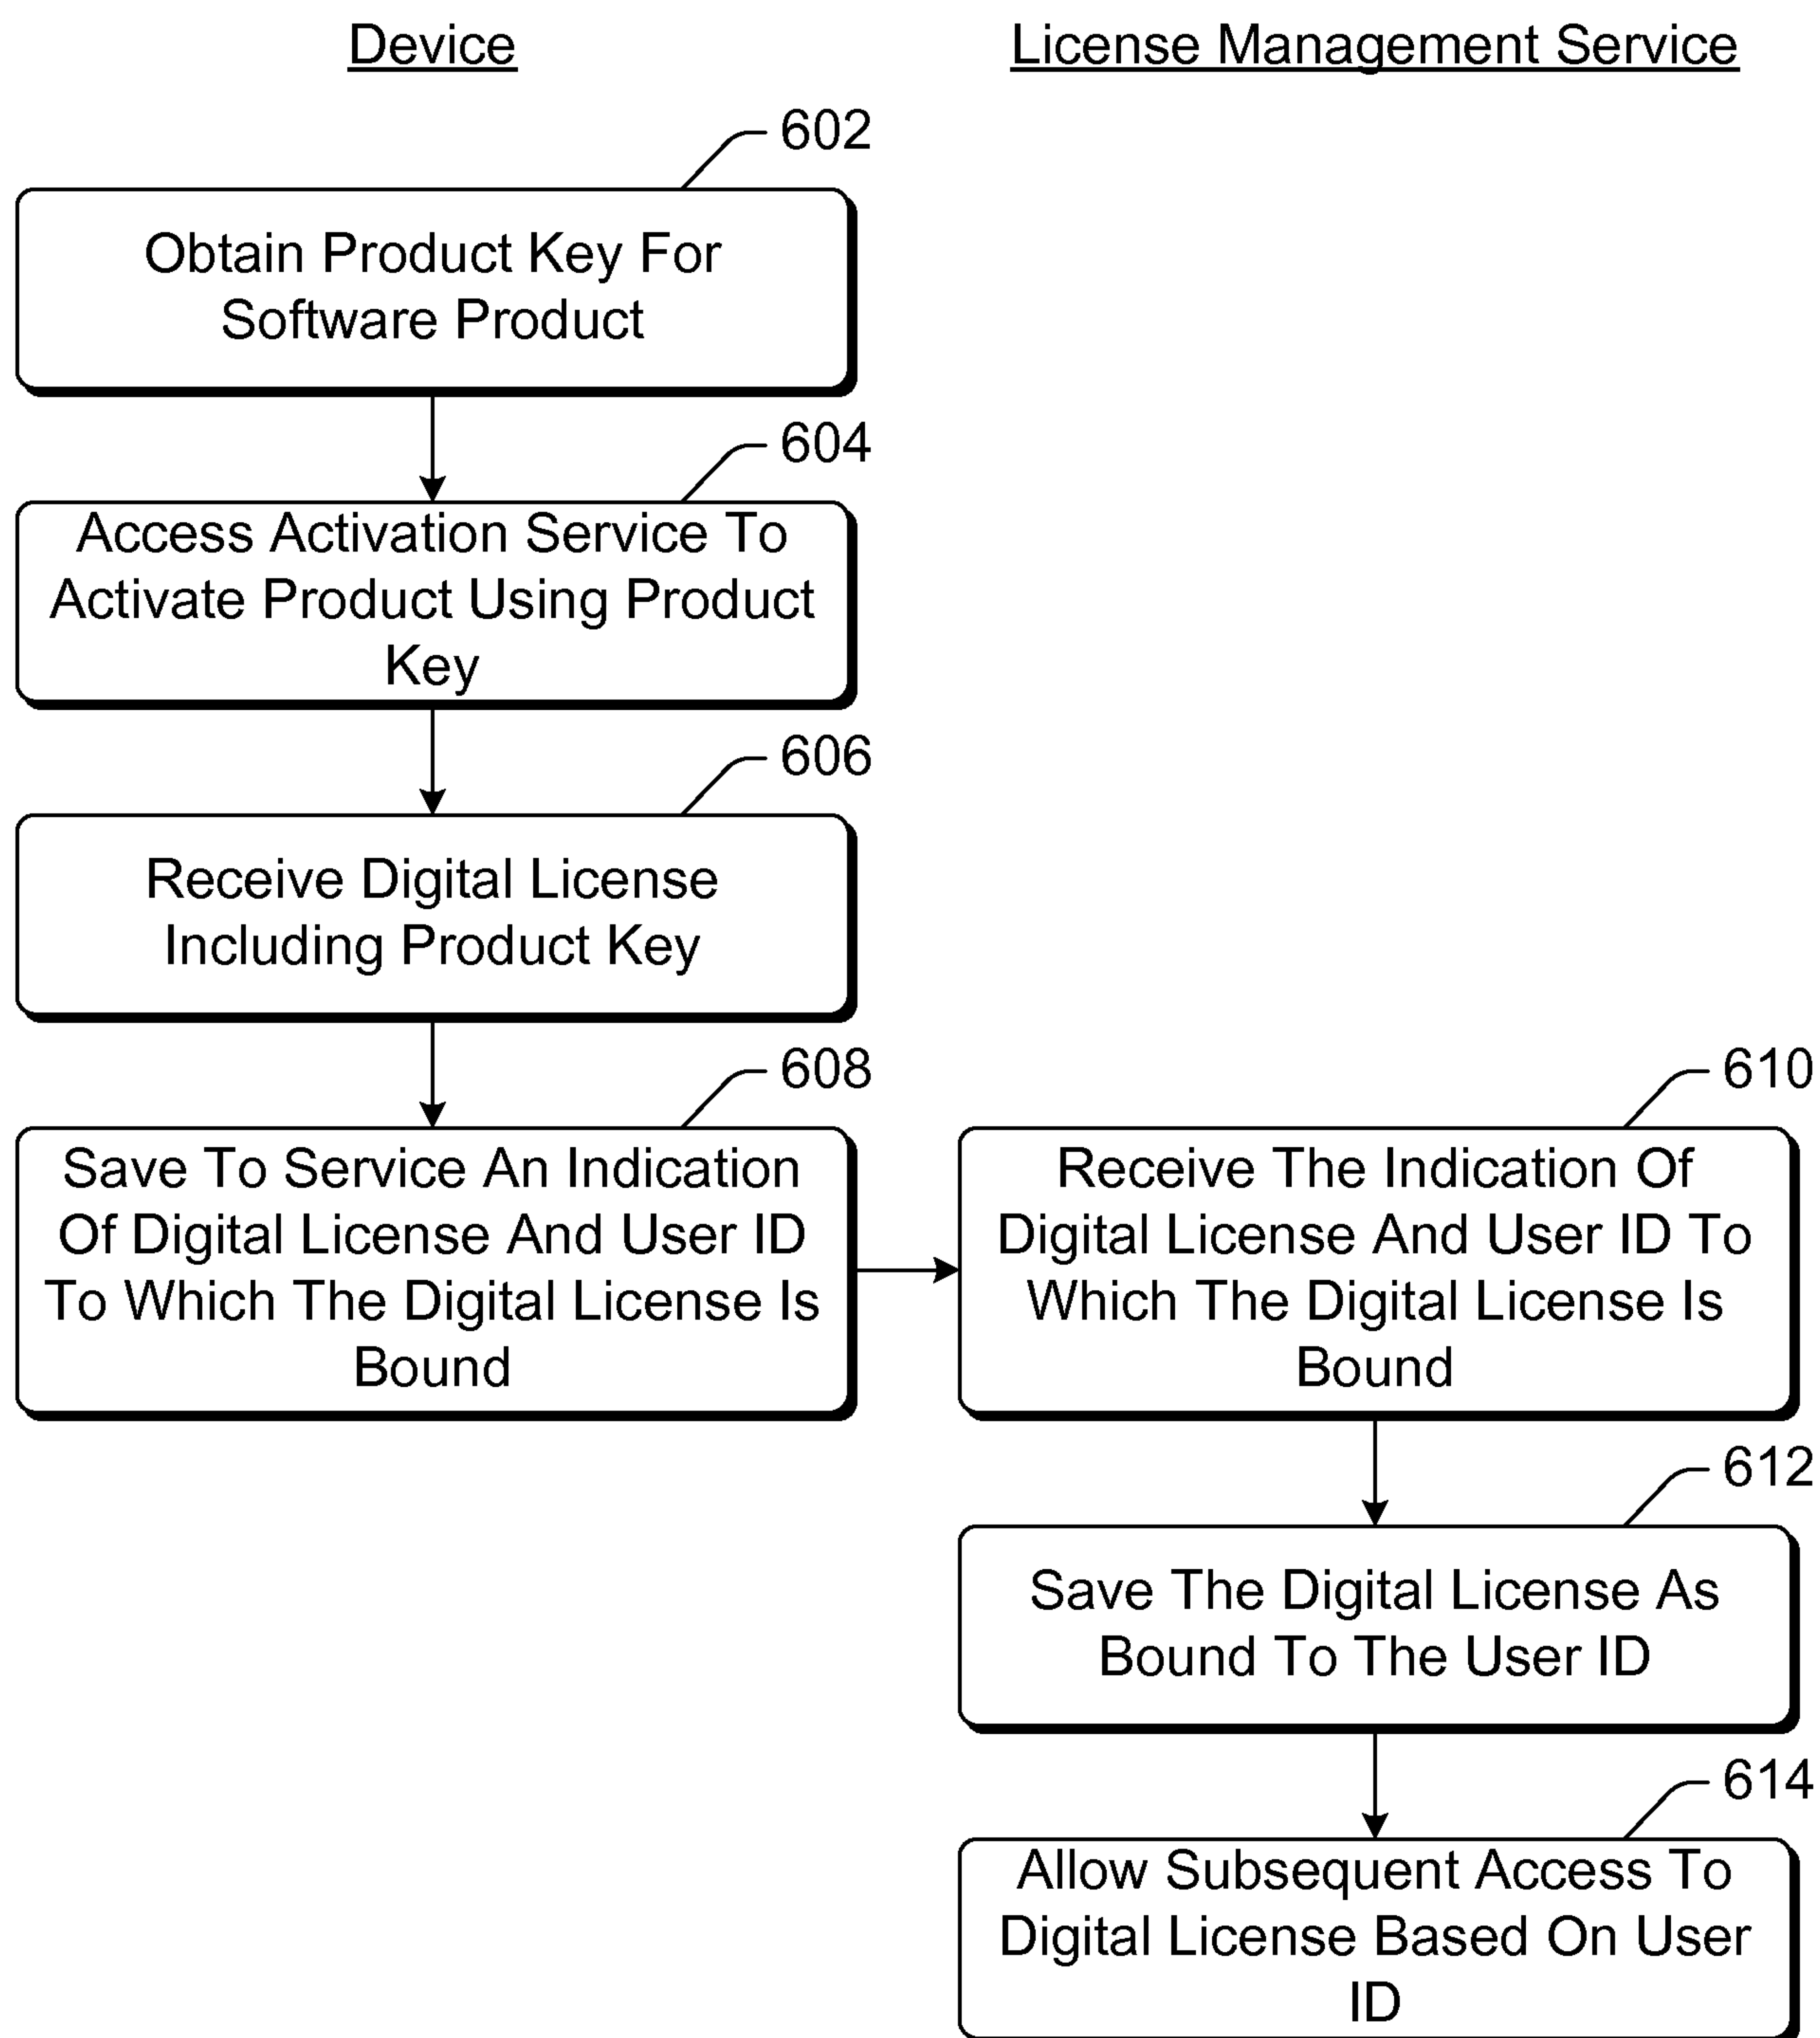 Device
License Management Service
602
Obtain Product Key For
Software Product
604
Access Activation Service To
Activate Product Using Product
Key
606
Receive Digital License
Including Product Key
608
Save To Service An Indication
Of Digital License And User ID
To Which The Digital License Is
Bound
610
Receive The Indication Of
Digital License And User ID To
Which The Digital License Is
Bound
612
Save The Digital License As
Bound To The User ID
614
Allow Subsequent Access To
Digital License Based On User
ID